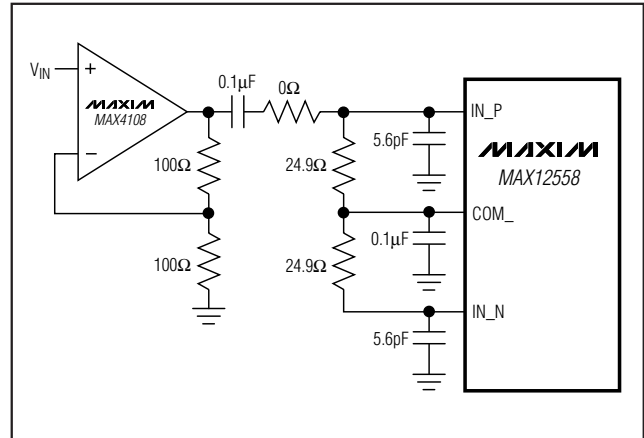 VIN
+
MAXIM
MAX4108
−
0.1μF
0Ω
100Ω
100Ω
24.9Ω
24.9Ω
5.6pF
0.1μF
5.6pF
IN_P
MAXIM
MAX12558
COM_
IN_N